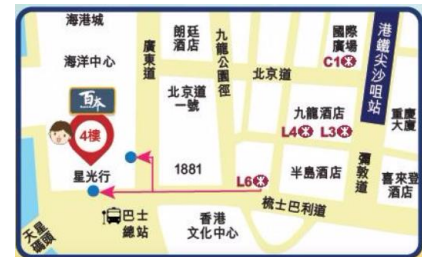 海港城
海洋中心
廣東道
朗廷
酒店
九龍公園徑
國際
廣場
C1
港鐵尖沙咀站
北京道
一號
北京道
百本
4樓
九龍酒店
L4 L3
重慶
大廈
星光行
1881
L6
半島酒店
彌敦道
喜來登
酒店
梳士巴利道
天星
碼頭
巴士
總站
香港
文化中心